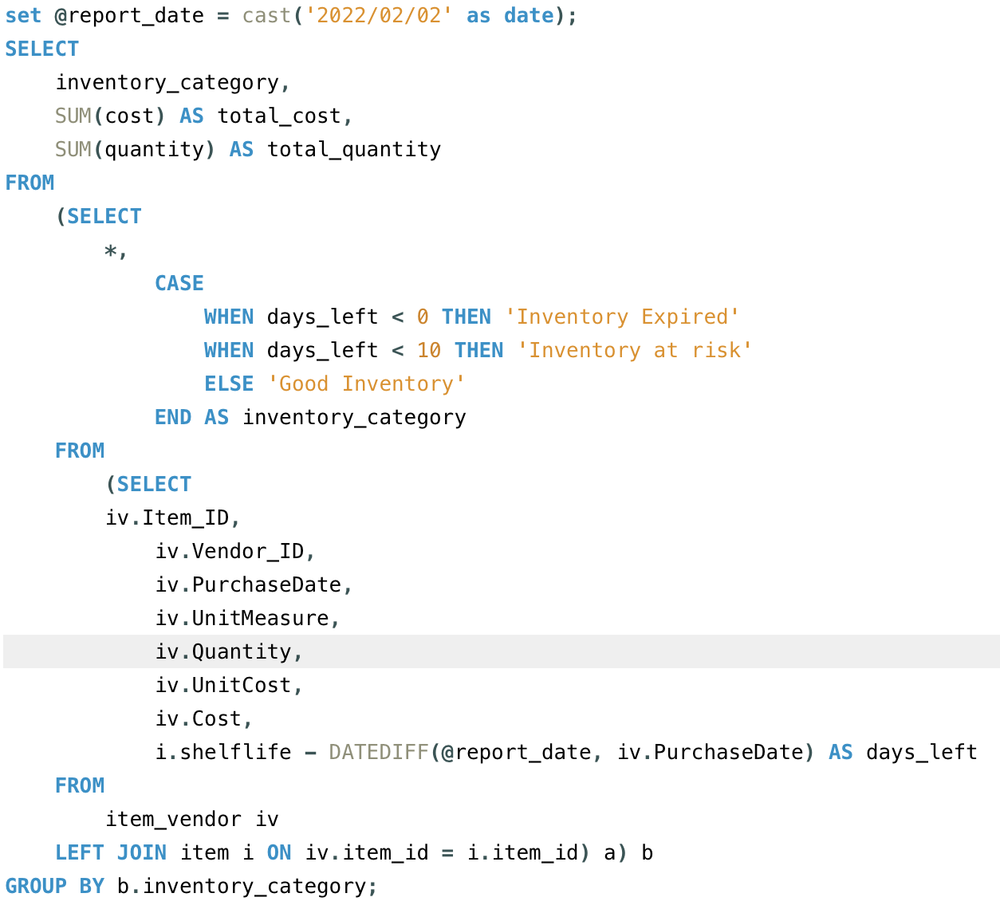 set @report_date = cast('2022/02/02' as date);
SELECT
    inventory_category,
    SUM(cost) AS total_cost,
    SUM(quantity) AS total_quantity
FROM
    (SELECT
        *,
            CASE
                WHEN days_left < 0 THEN 'Inventory Expired'
                WHEN days_left < 10 THEN 'Inventory at risk'
                ELSE 'Good Inventory'
            END AS inventory_category
    FROM
        (SELECT
        iv.Item_ID,
            iv.Vendor_ID,
            iv.PurchaseDate,
            iv.UnitMeasure,
            iv.Quantity,
            iv.UnitCost,
            iv.Cost,
            i.shelflife - DATEDIFF(@report_date, iv.PurchaseDate) AS days_left
    FROM
        item_vendor iv
    LEFT JOIN item i ON iv.item_id = i.item_id) a) b
GROUP BY b.inventory_category;